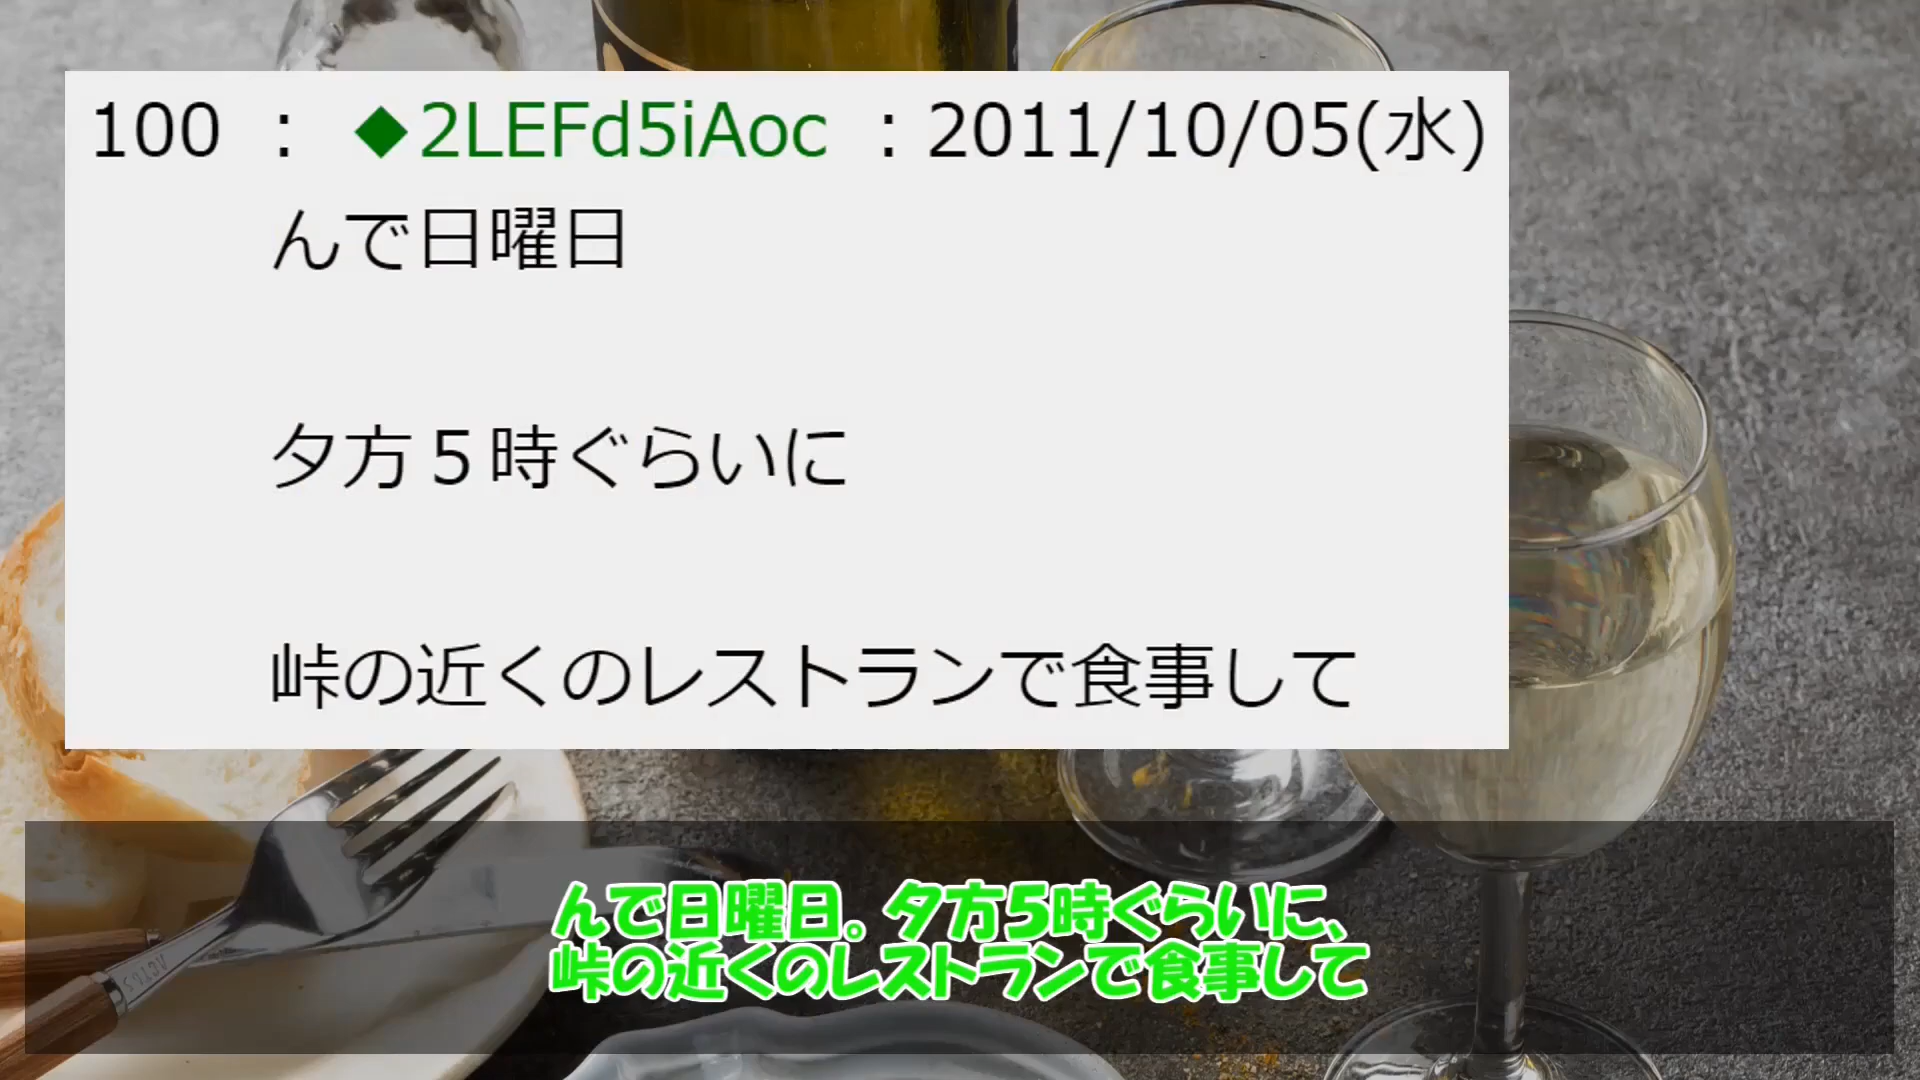 100 : ◆2LEFd5iAoc : 2011/10/05(水)
んで日曜日
夕方５時ぐらいに
峠の近くのレストランで食事して
んで日曜日。夕方5時ぐらいに、
峠の近くのレストランで食事して